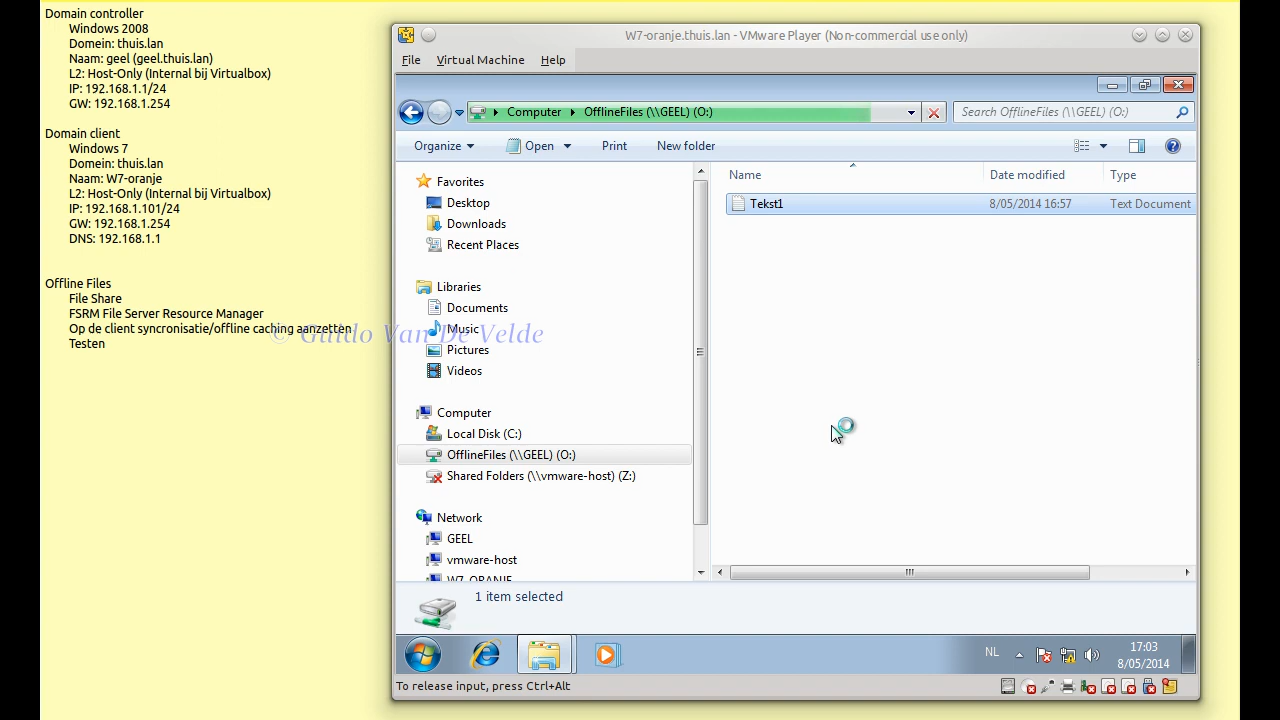 Domain controller
Windows 2008
Domein: thuis.lan
Naam: geel (geel.thuis.lan)
L2: Host-Only (Internal bij Virtualbox)
IP: 192.168.1.1/24
GW: 192.168.1.254
Domain client
Windows 7
Domein: thuis.lan
Naam: W7-oranje
L2: Host-Only (Internal bij Virtualbox)
IP: 192.168.1.101/24
GW: 192.168.1.254
DNS: 192.168.1.1
Offline Files
File Share
FSRM File Server Resource Manager
Op de client syncronisatie/offline caching aanzetten
Testen
© Guido Van De Velde
W7-oranje.thuis.lan - VMware Player (Non-commercial use only)
File Virtual Machine Help
Computer OfflineFiles (\\GEEL) (O:) Search OfflineFiles (\\GEEL) (O:)
Organize Open Print New folder
Name Date modified Type
Tekst1 8/05/2014 16:57 Text Document
Favorites
Desktop
Downloads
Recent Places
Libraries
Documents
Music
Pictures
Videos
Computer
Local Disk (C:)
OfflineFiles (\\GEEL) (O:)
Shared Folders (\\vmware-host) (Z:)
Network
GEEL
vmware-host
W7-ORANJE
1 item selected
NL 17:03
8/05/2014
To release input, press Ctrl+Alt